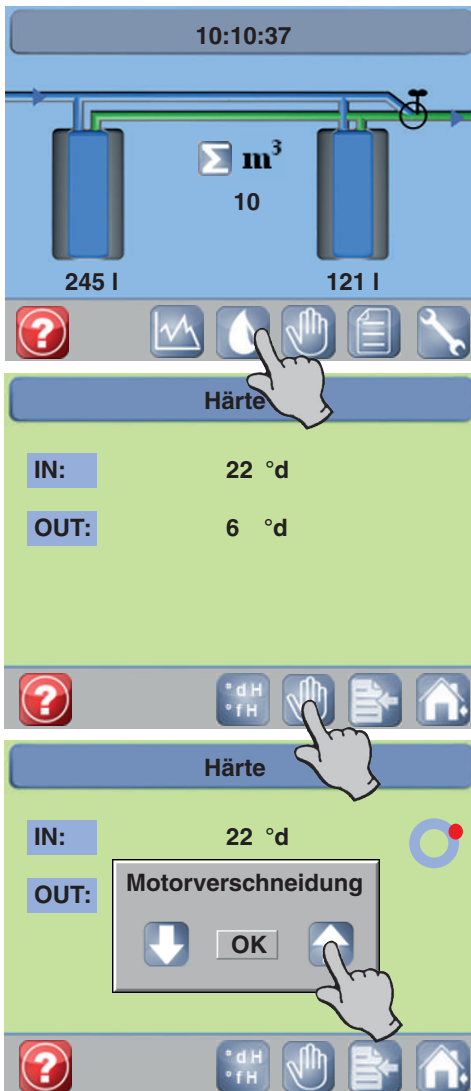 10:10:37
Σ m³
10
245 l
121 l
?
Härte
IN: 22 °d
OUT: 6 °d
?
°dH
°fH
Härte
IN: 22 °d
OUT:
Motorverschneidung
OK
?
°dH
°fH